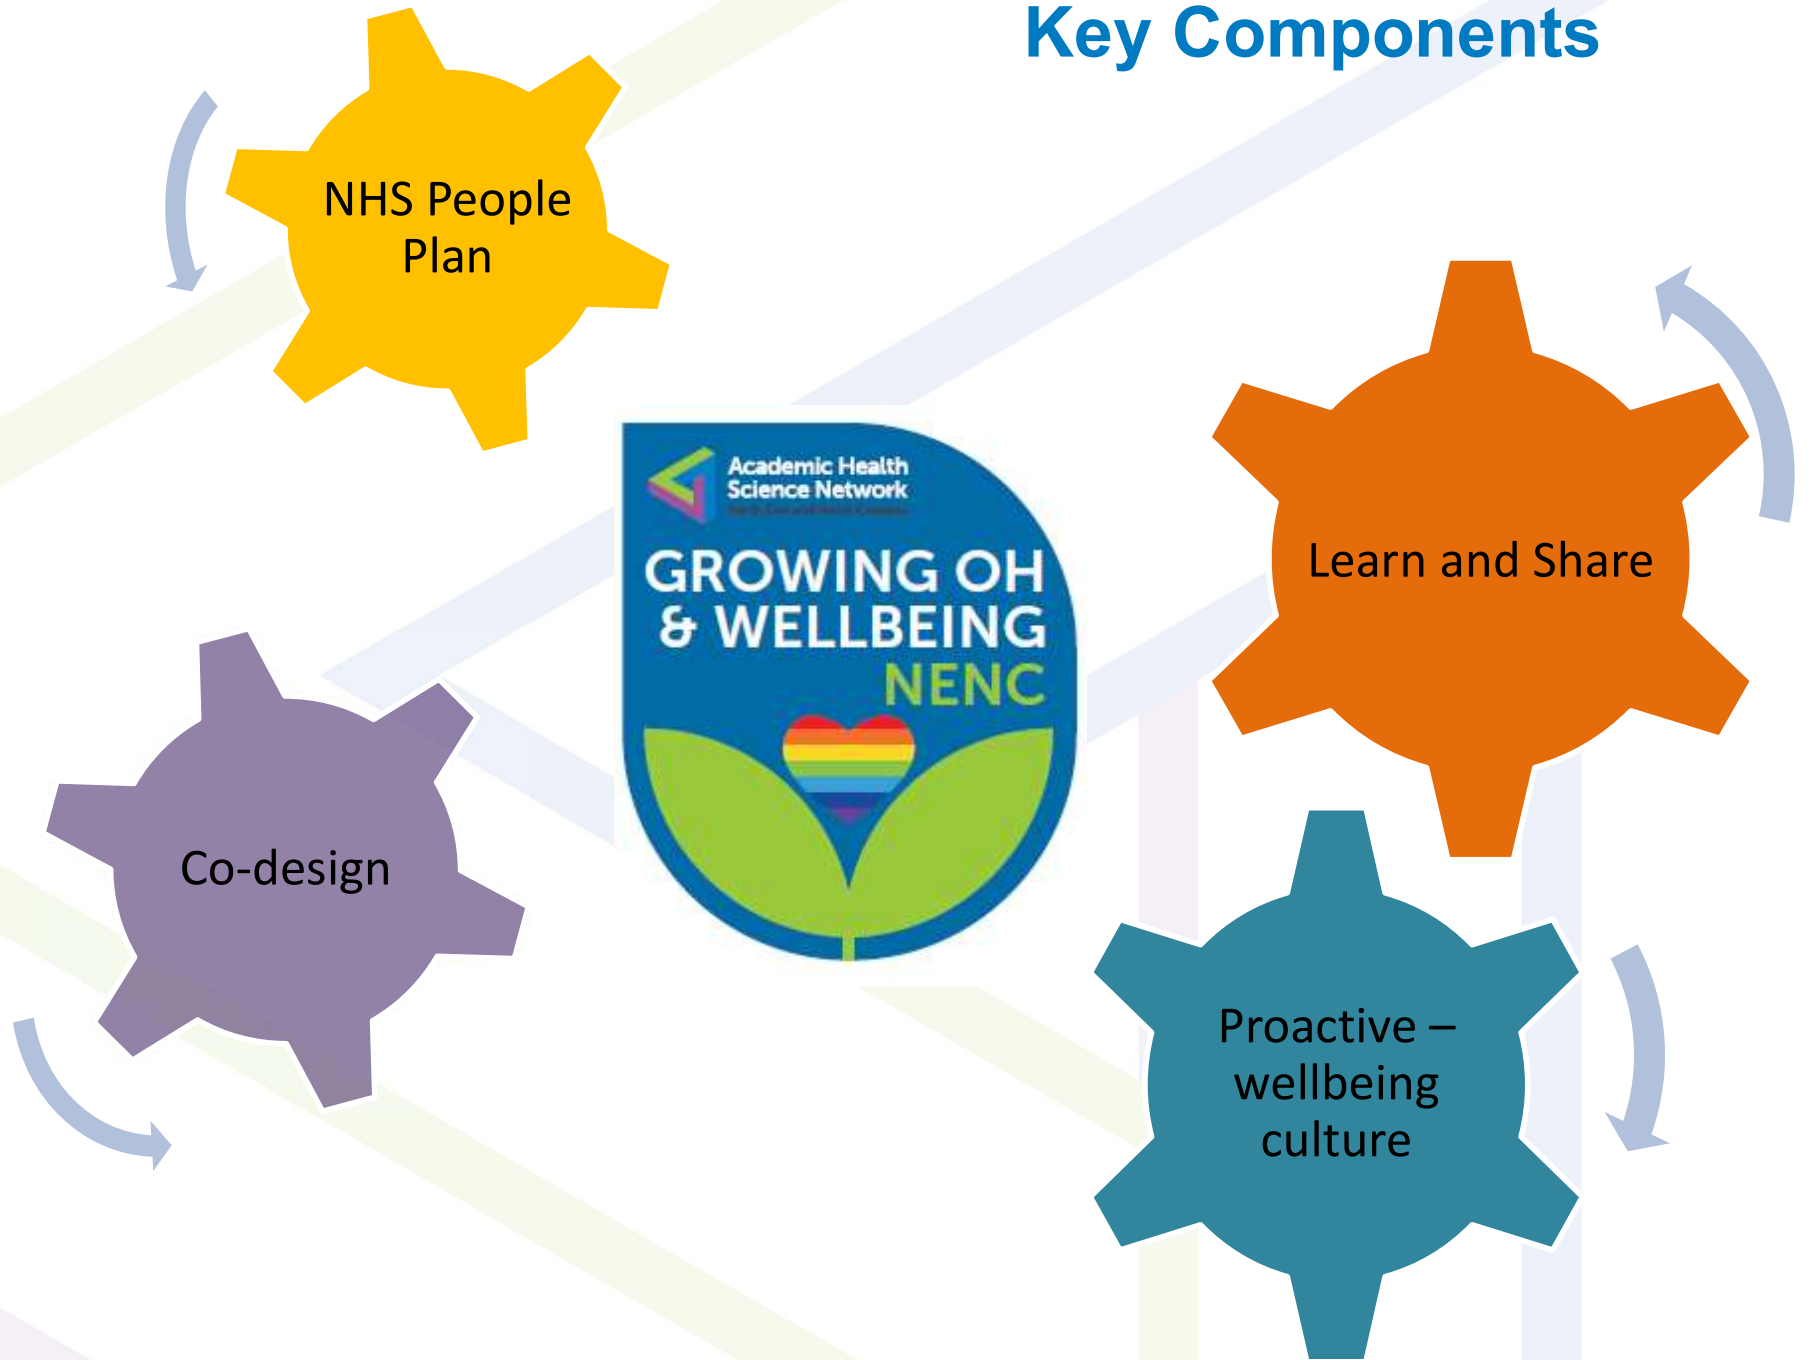 Key Components
NHS People
Plan
Academic Health
Science Network
GROWING OH
& WELLBEING
NENC
Learn and Share
Co-design
Proactive –
wellbeing
culture